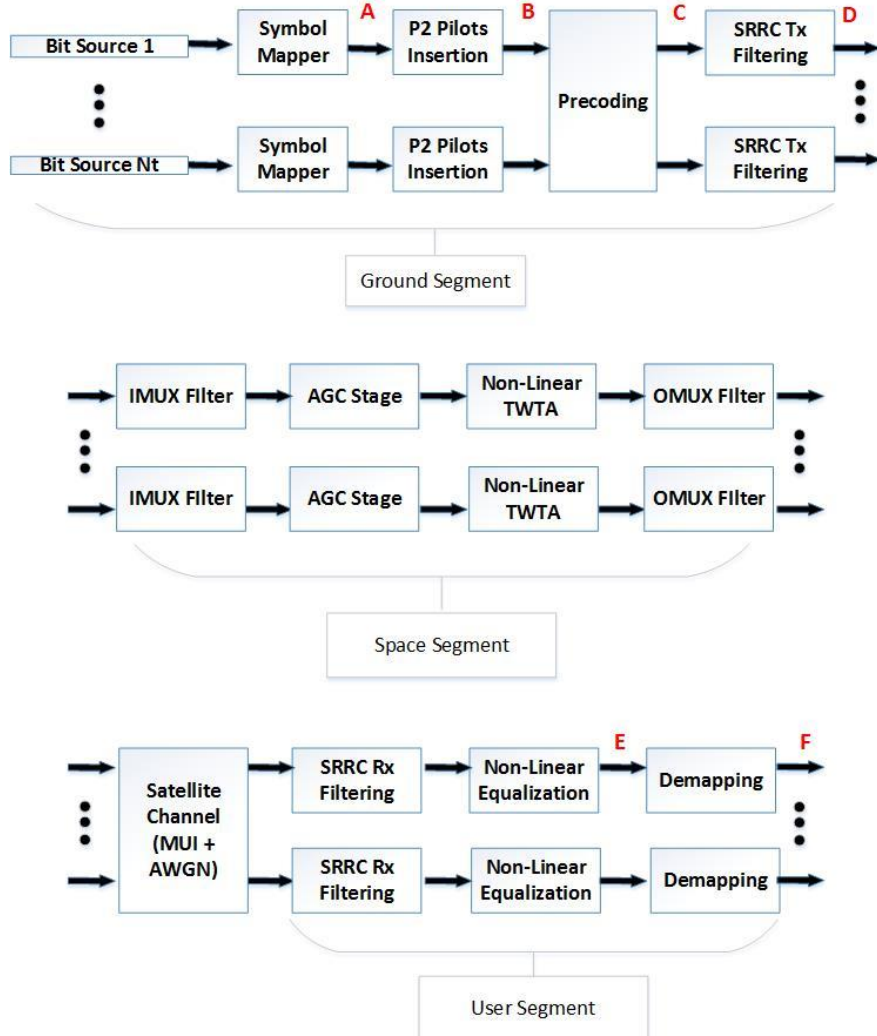 A B C D
Bit Source 1
Symbol
Mapper
P2 Pilots
Insertion
Precoding
SRRC Tx
Filtering
Bit Source Nt
Symbol
Mapper
P2 Pilots
Insertion
SRRC Tx
Filtering
Ground Segment
IMUX FIlter
AGC Stage
Non-Linear
TWTA
OMUX FIlter
IMUX FIlter
AGC Stage
Non-Linear
TWTA
OMUX FIlter
Space Segment
E F
Satellite
Channel
(MUI +
AWGN)
SRRC Rx
Filtering
Non-Linear
Equalization
Demapping
SRRC Rx
Filtering
Non-Linear
Equalization
Demapping
User Segment